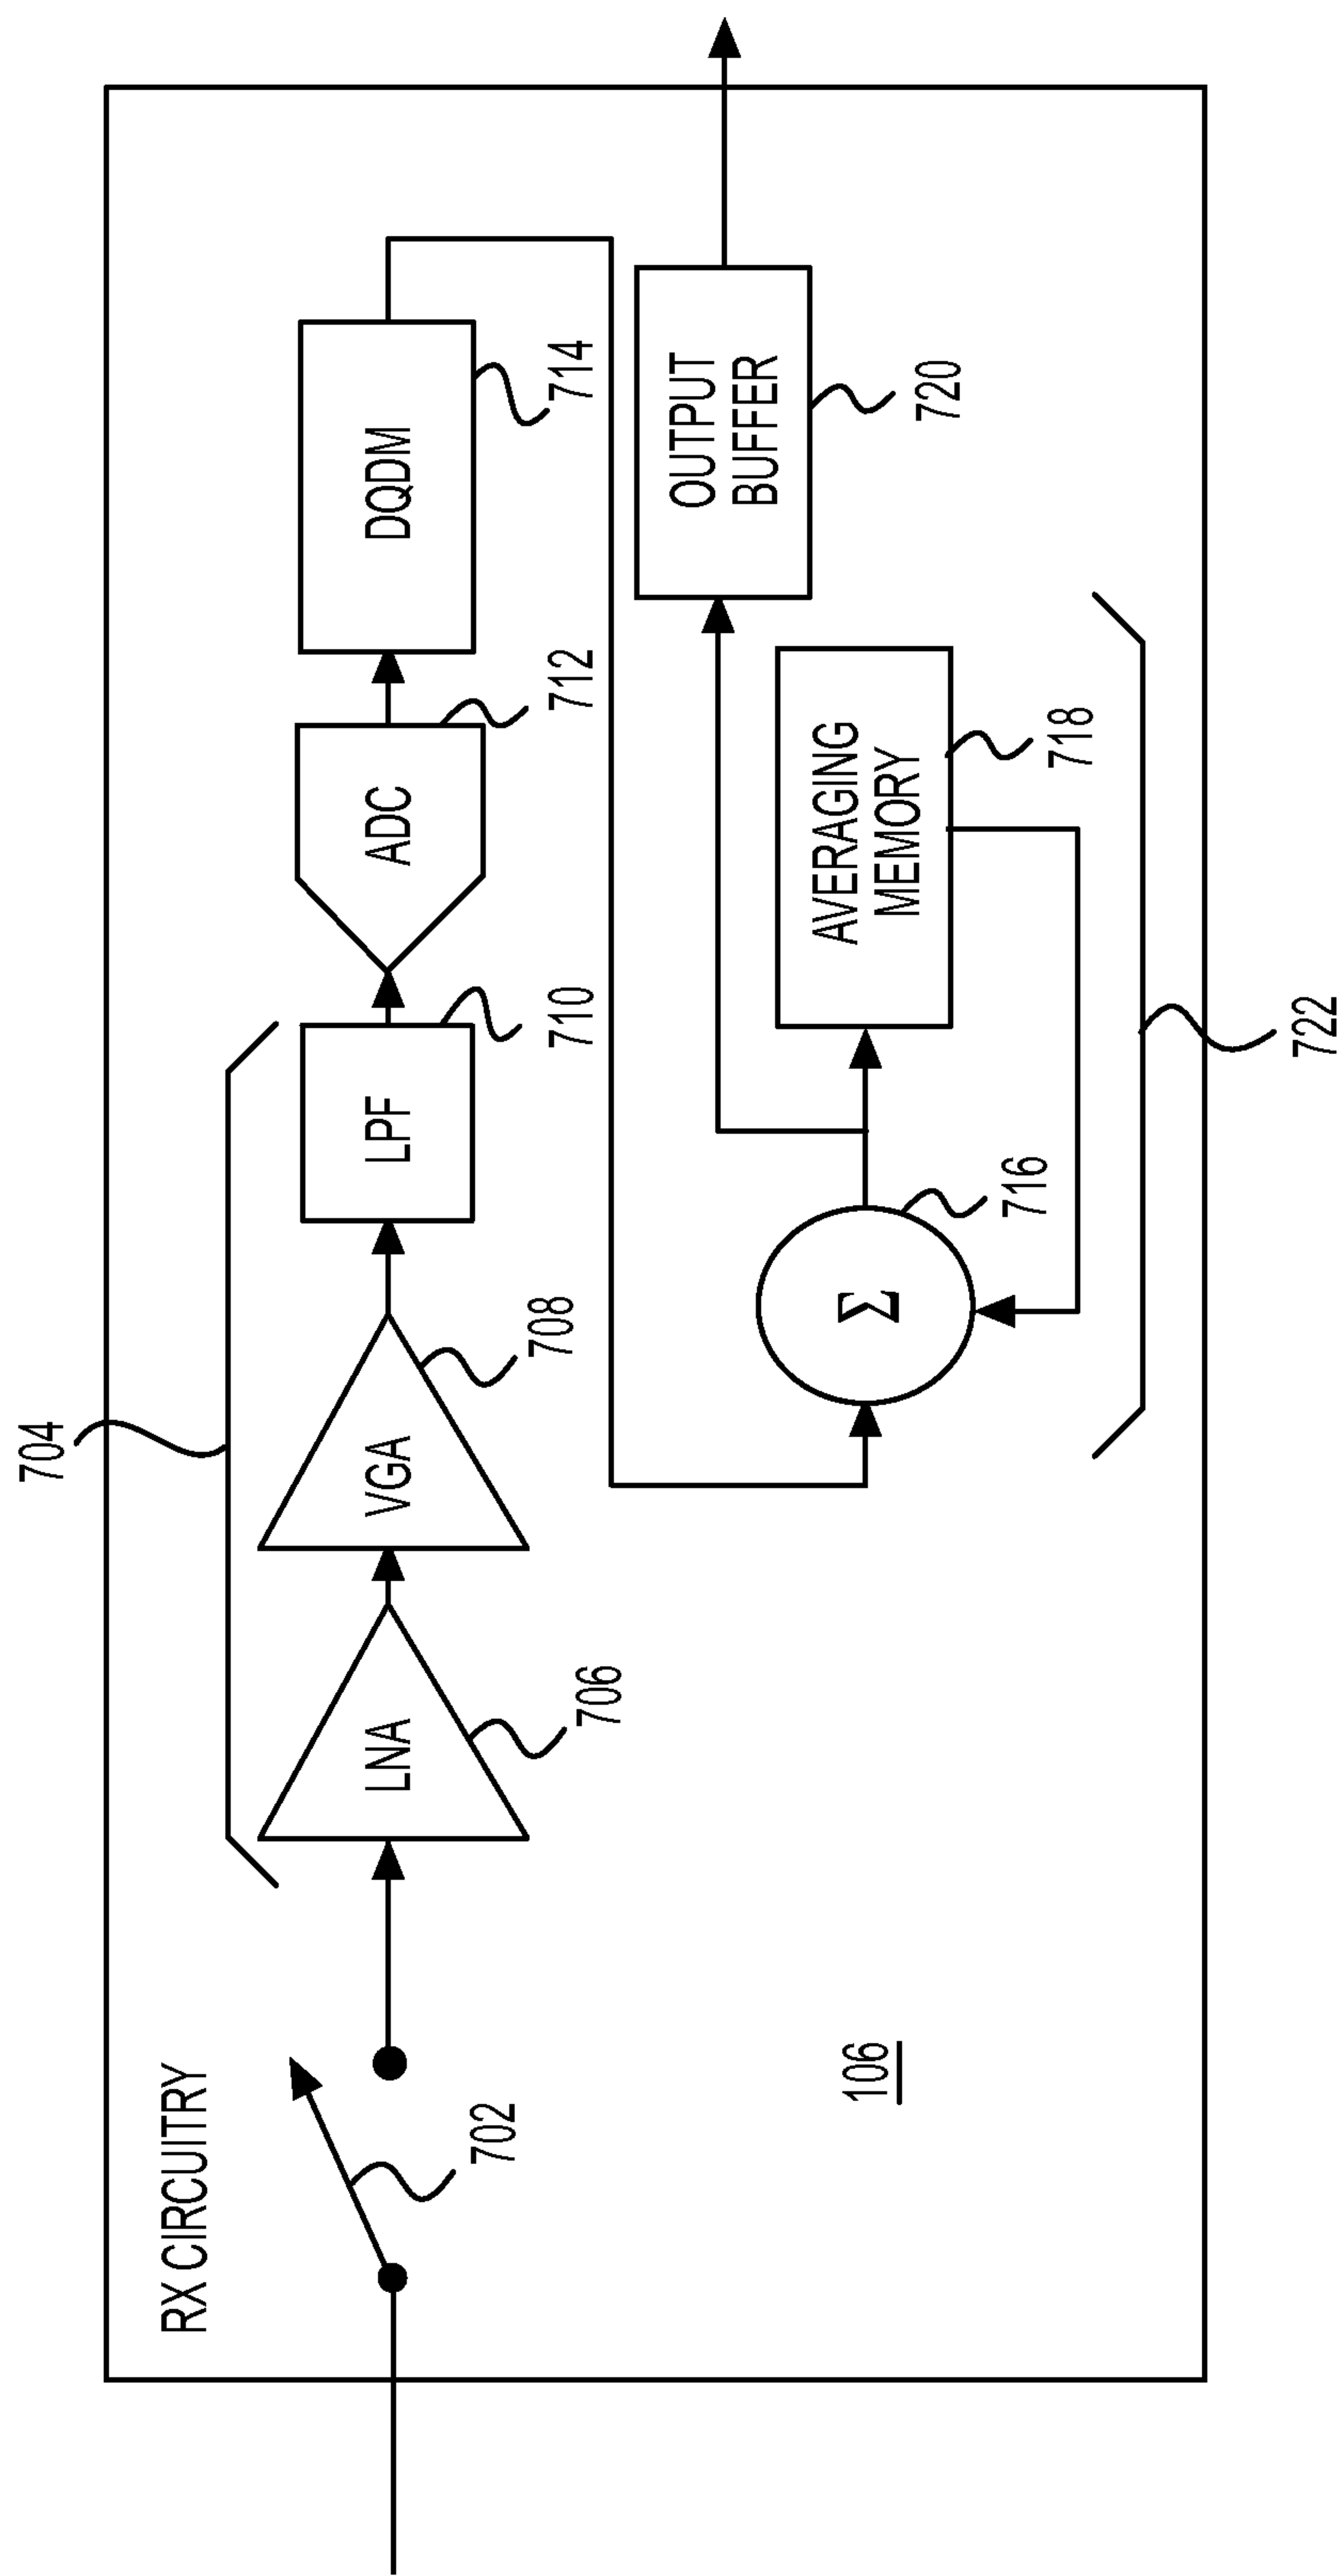 RX CIRCUITRY
704
702
LNA
706
VGA
708
LPF
710
ADC
712
DQDM
714
OUTPUT
BUFFER
720
AVERAGING
MEMORY
718
Σ
716
722
106